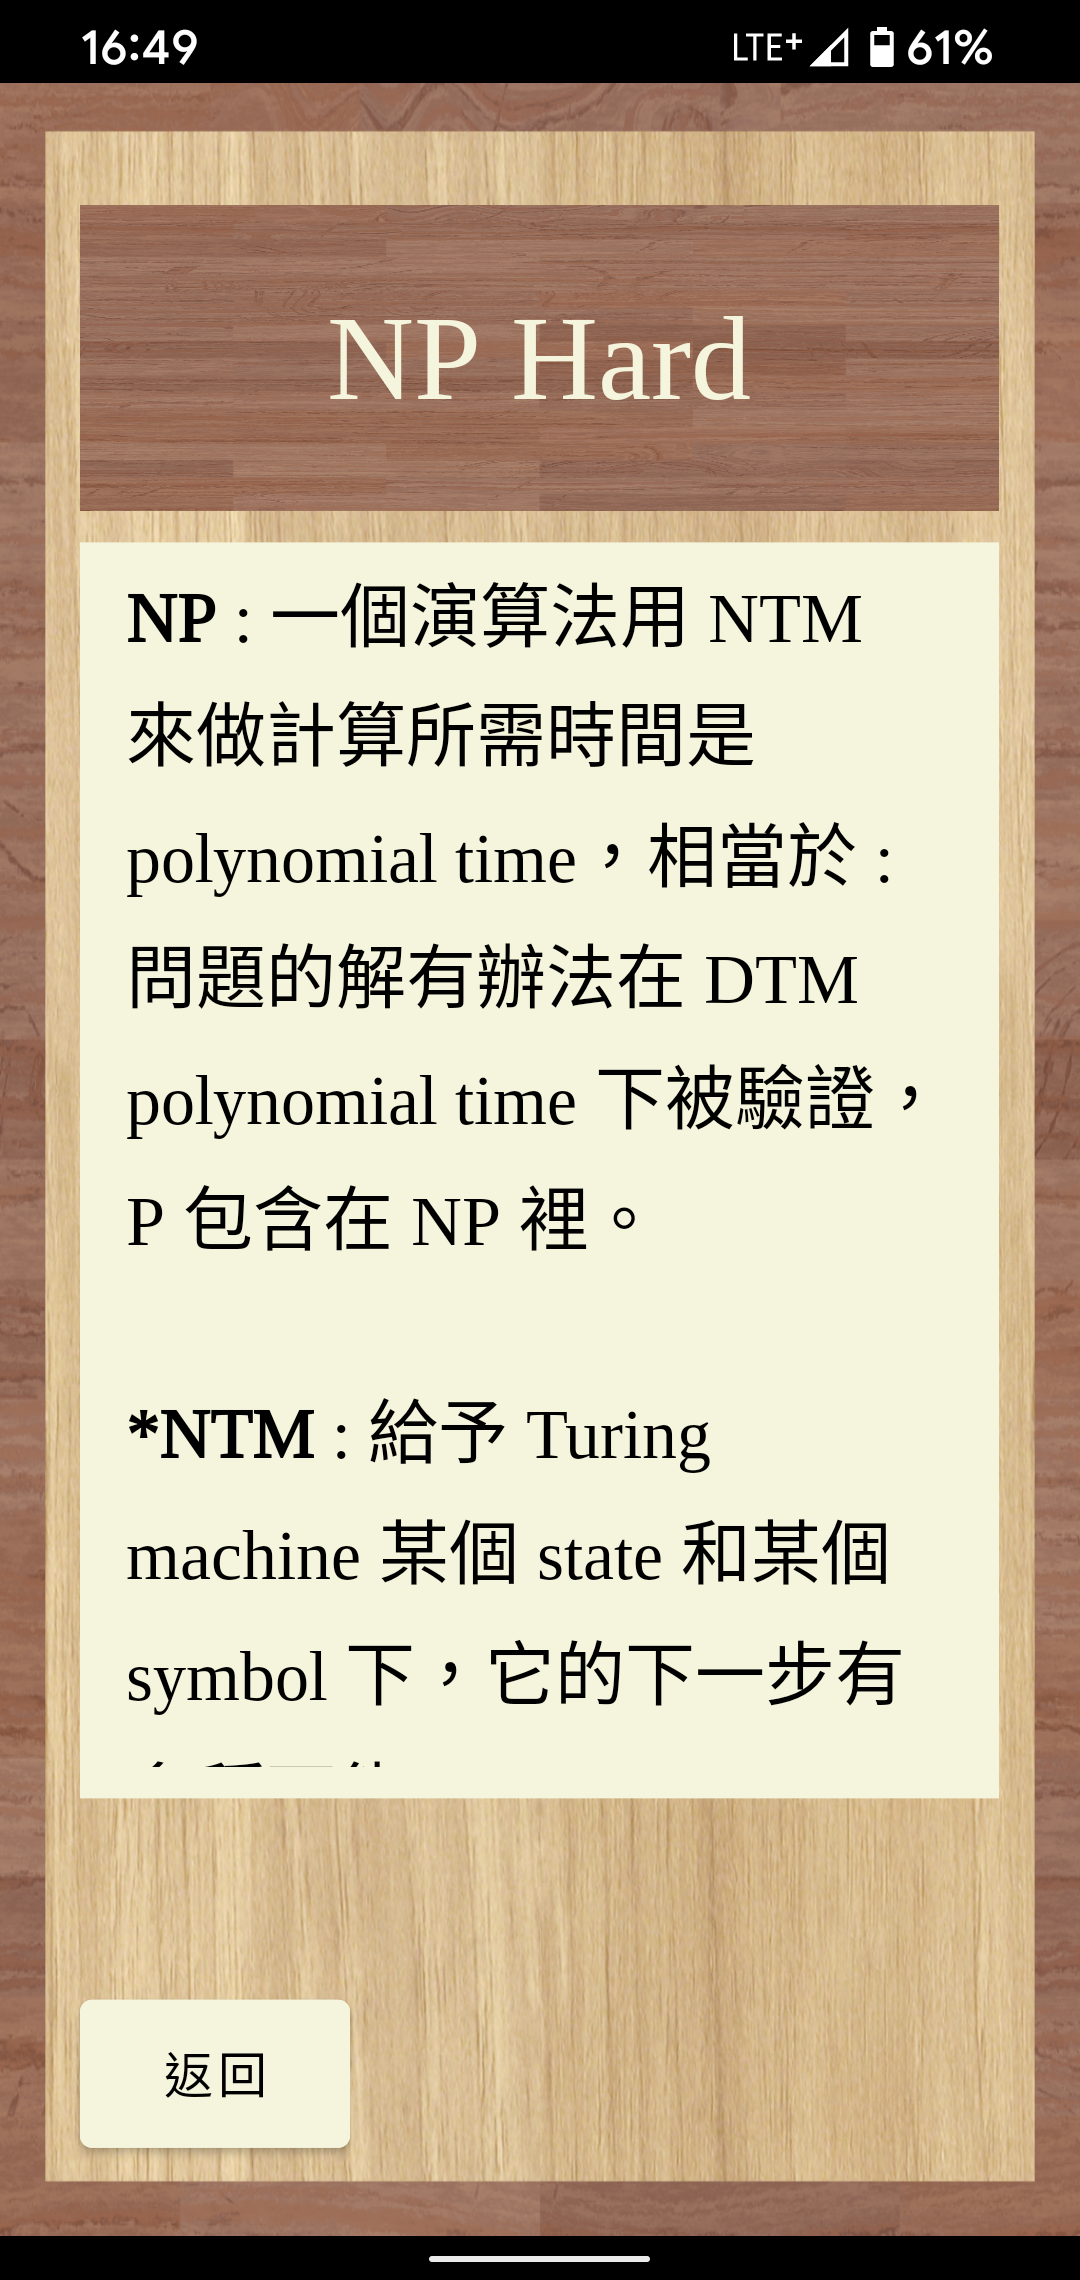 16:49
LTE+ 61%
NP Hard
NP : 一個演算法用 NTM
來做計算所需時間是
polynomial time，相當於 :
問題的解有辦法在 DTM
polynomial time 下被驗證，
P 包含在 NP 裡。
*NTM : 給予 Turing
machine 某個 state 和某個
symbol 下，它的下一步有
返回